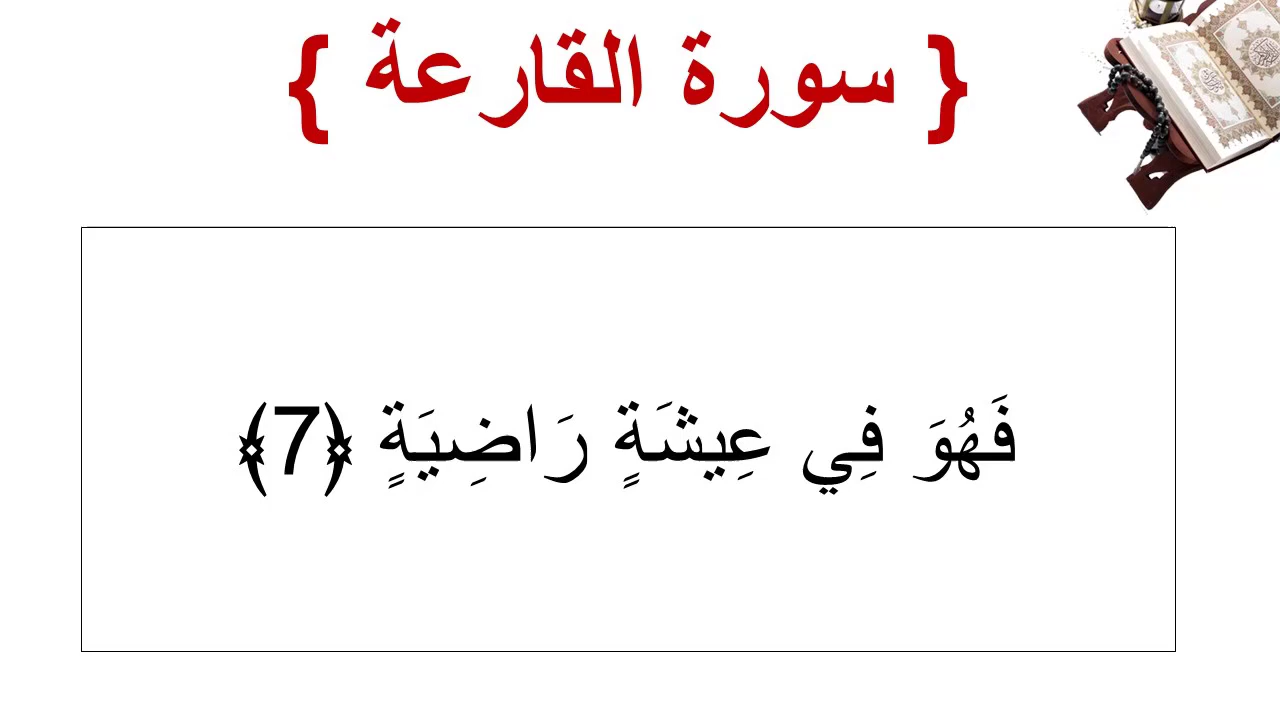 { سورة القارعة }
فَهُوَ فِي عِيشَةٍ رَاضِيَةٍ ﴿7﴾